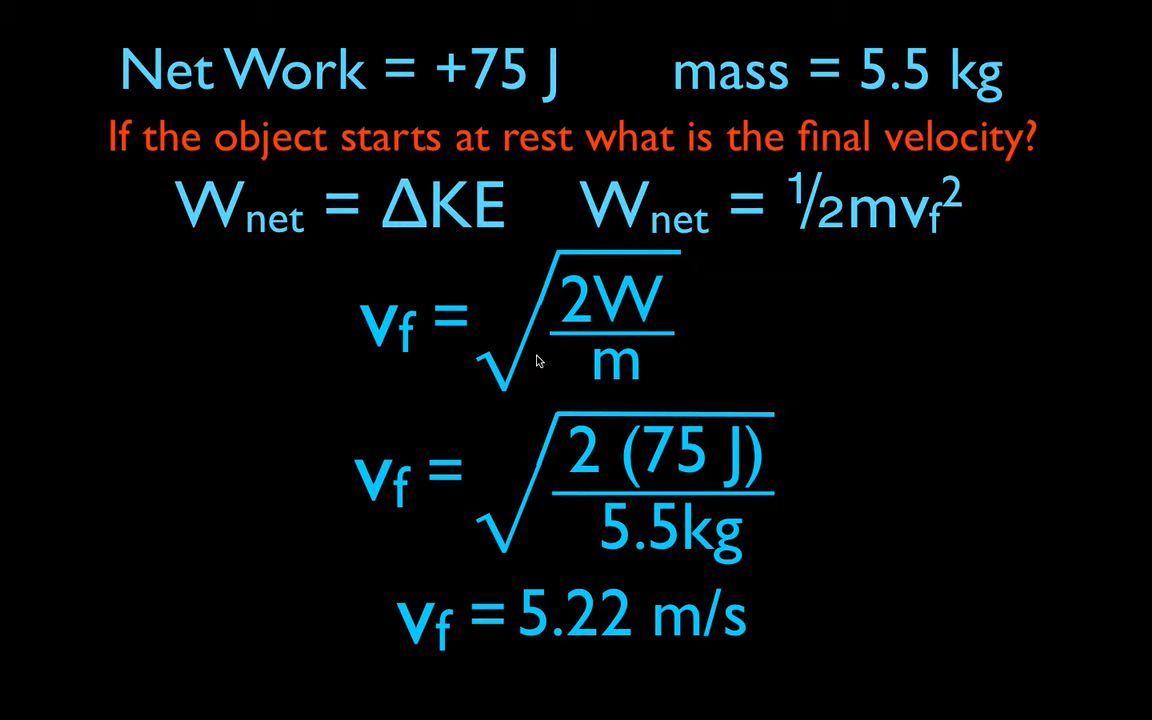 Net Work = +75 J mass = 5.5 kg
If the object starts at rest what is the final velocity?
Wnet = ΔKE Wnet = ½mvf²
vf = √ 2W
m
vf = √ 2 (75 J)
5.5kg
vf = 5.22 m/s